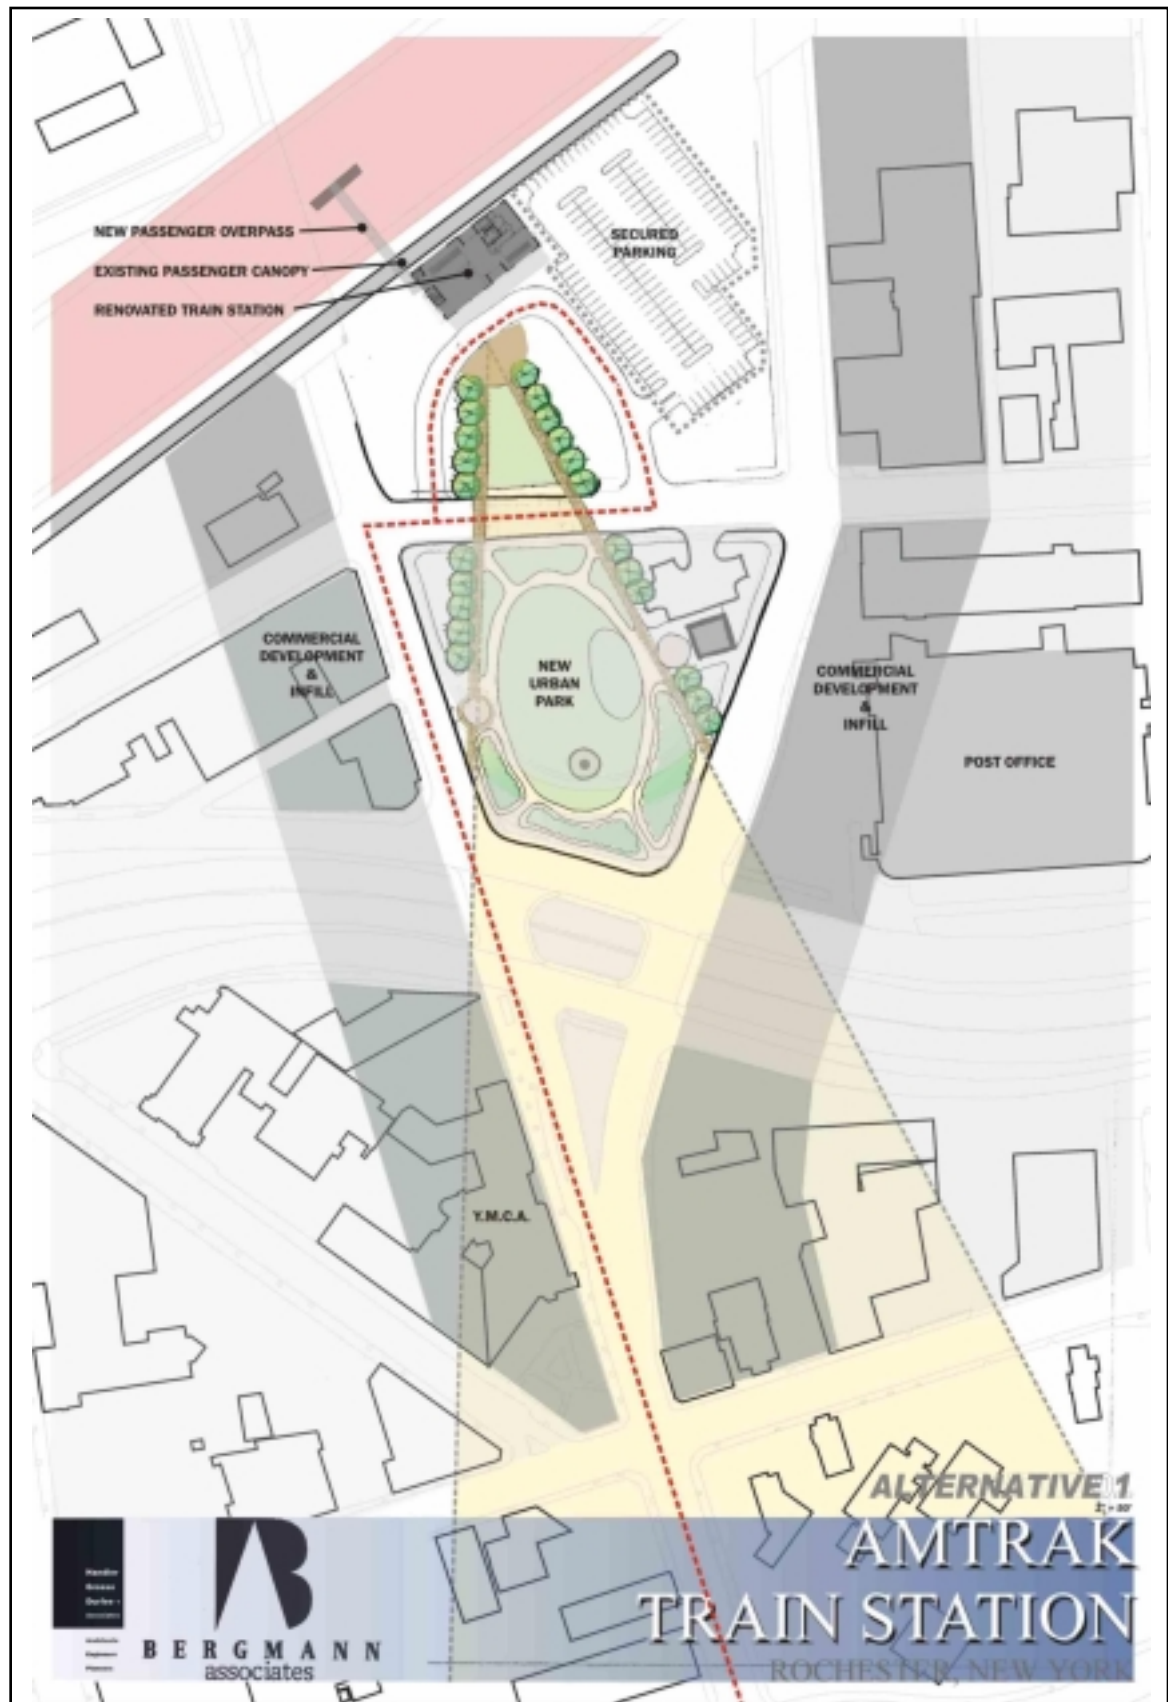 NEW PASSENGER OVERPASS
EXISTING PASSENGER CANOPY
RENOVATED TRAIN STATION
SECURED
PARKING
COMMERCIAL
DEVELOPMENT
&
INFILL
NEW
URBAN
PARK
COMMERCIAL
DEVELOPMENT
&
INFILL
POST OFFICE
Y.M.C.A.
ALTERNATIVE 1
AMTRAK
TRAIN STATION
ROCHESTER, NEW YORK
B
BERGMANN
associates